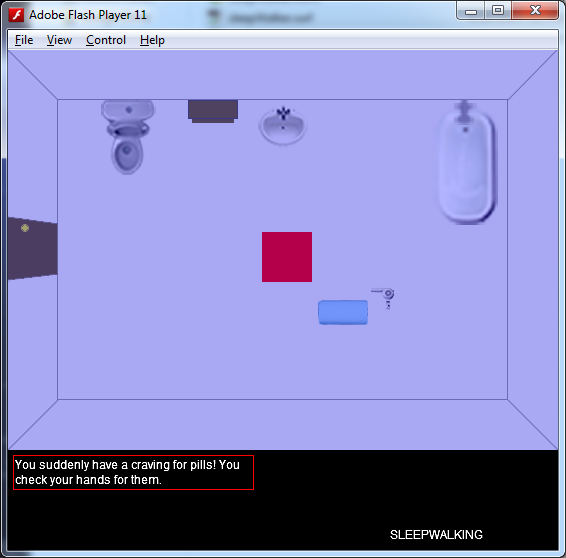 Adobe Flash Player 11
File View Control Help
You suddenly have a craving for pills! You
check your hands for them.
SLEEPWALKING